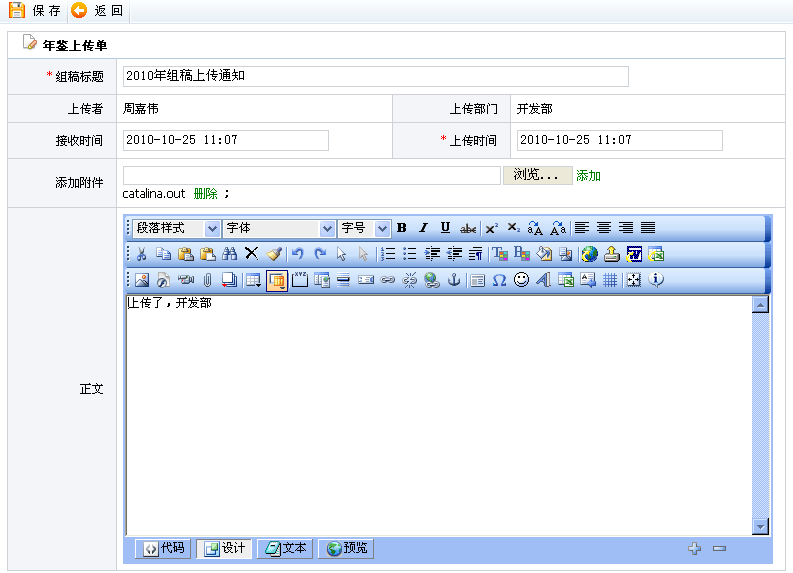 保 存 返 回
年鉴上传单
* 组稿标题 2010年组稿上传通知
上传者 周嘉伟 上传部门 开发部
接收时间 2010-10-25 11:07 * 上传时间 2010-10-25 11:07
添加附件 浏览... 添加
catalina.out 删除 ;
段落样式 字体 字号 B I U abc x² x₂
正文
上传了，开发部
代码 设计 文本 预览